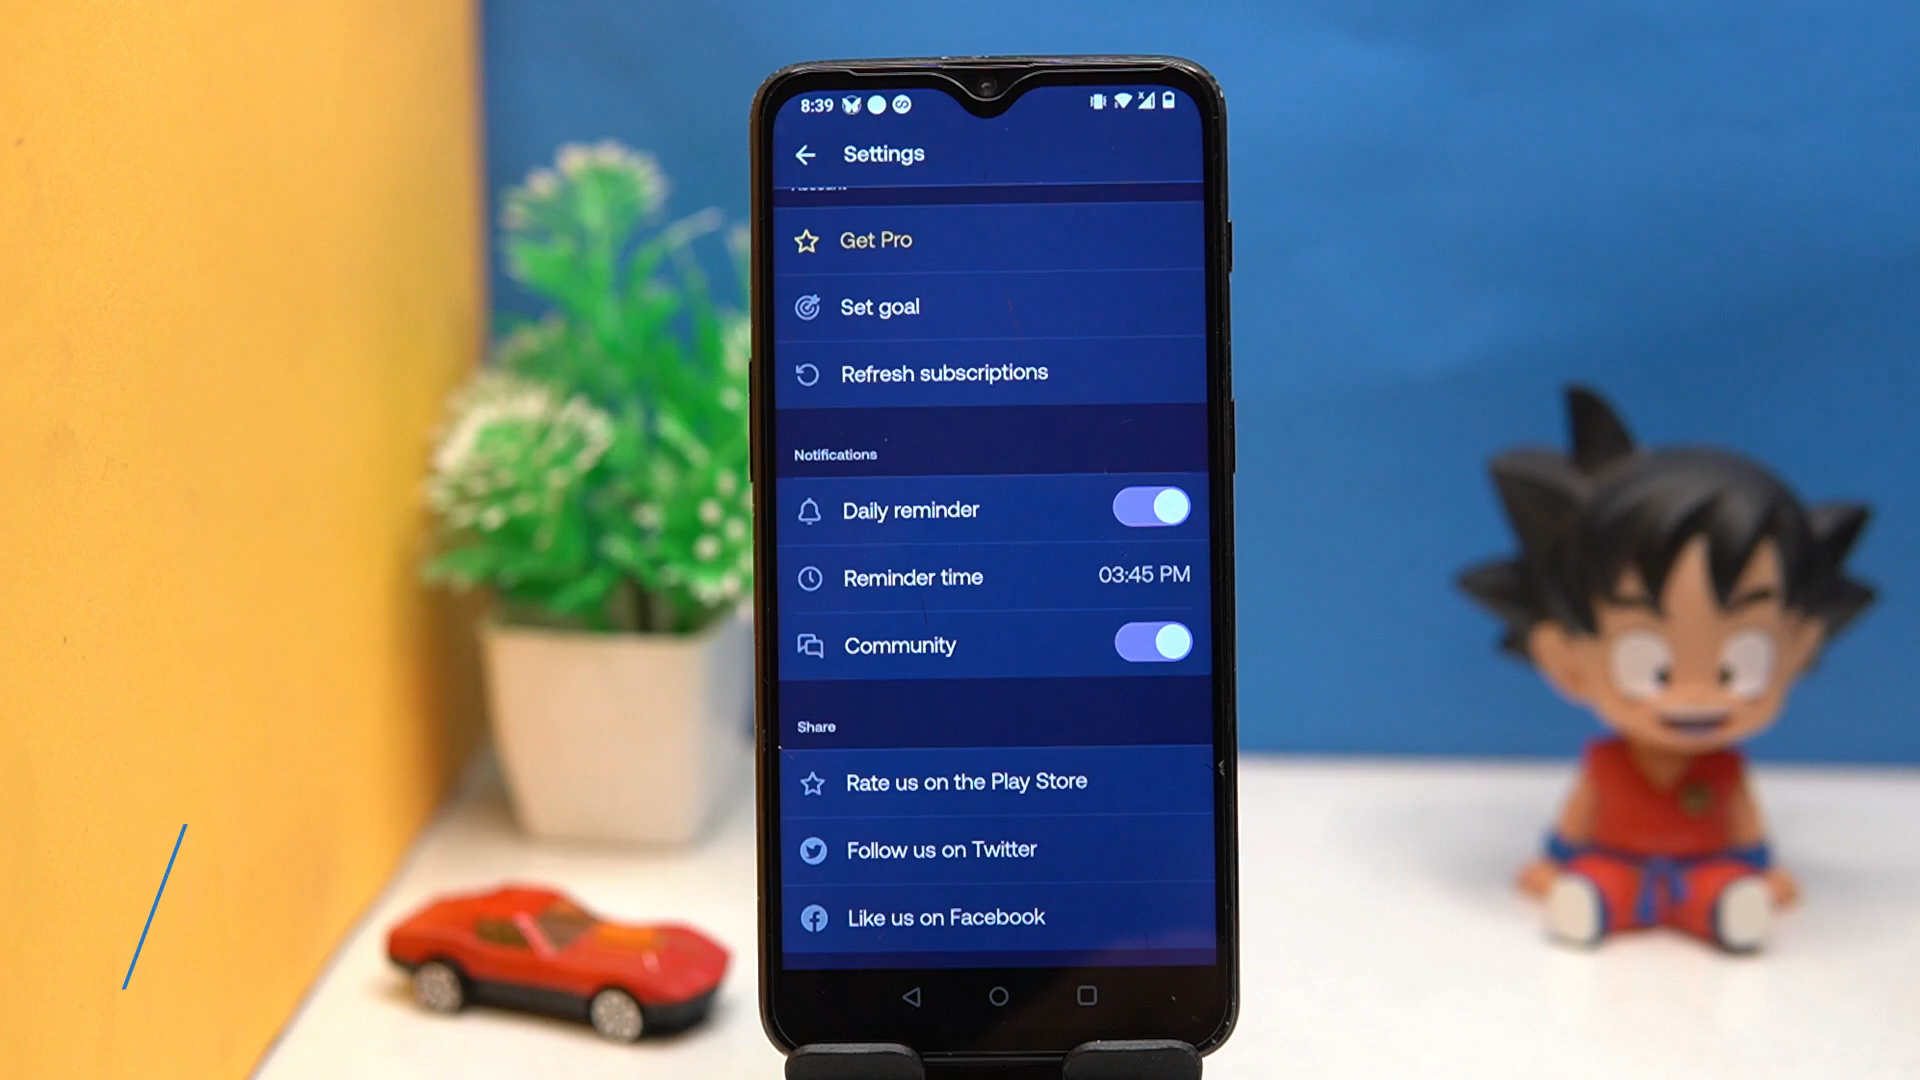 8:39
Settings
Get Pro
Set goal
Refresh subscriptions
Notifications
Daily reminder
Reminder time 03:45 PM
Community
Share
Rate us on the Play Store
Follow us on Twitter
Like us on Facebook